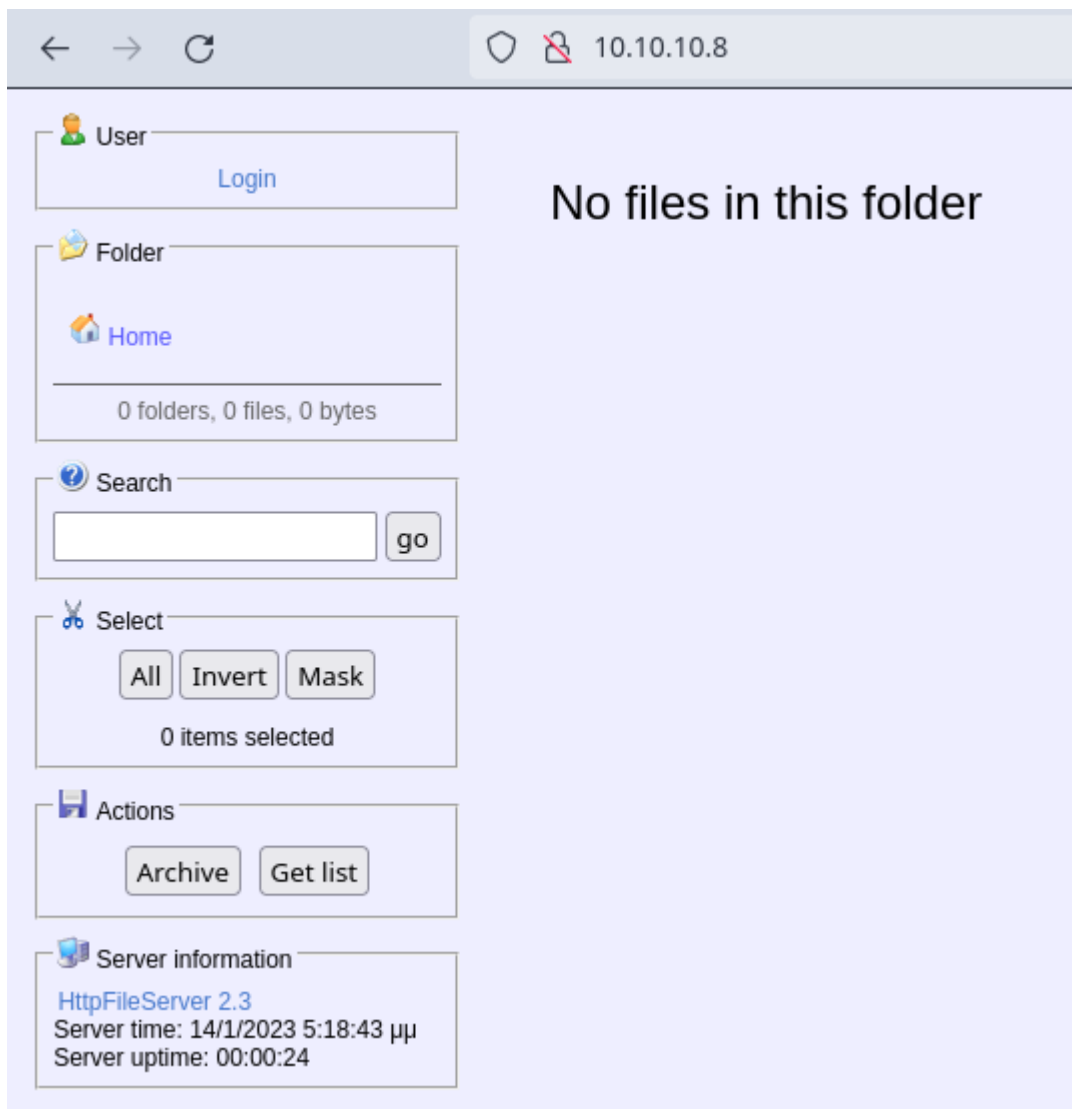 10.10.10.8
User
Login
No files in this folder
Folder
Home
0 folders, 0 files, 0 bytes
Search
go
Select
All Invert Mask
0 items selected
Actions
Archive Get list
Server information
HttpFileServer 2.3
Server time: 14/1/2023 5:18:43 μμ
Server uptime: 00:00:24